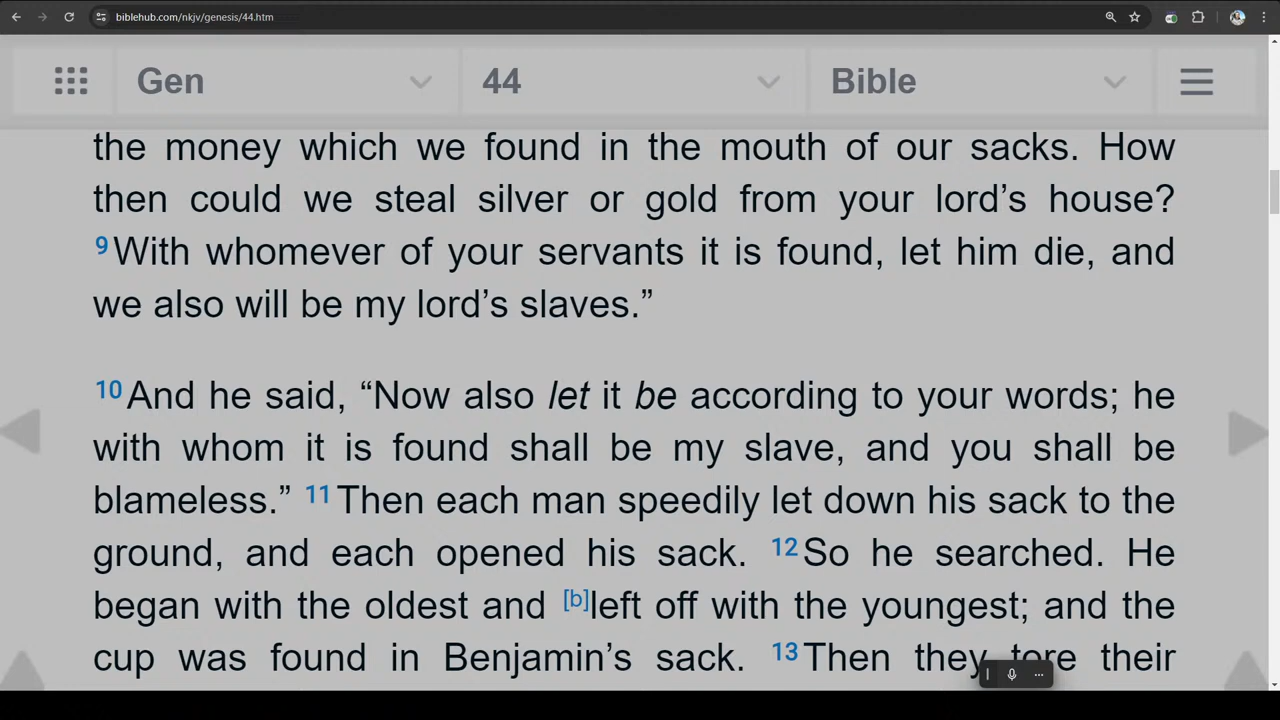 biblehub.com/nkjv/genesis/44.htm
Gen 44 Bible
the money which we found in the mouth of our sacks. How
then could we steal silver or gold from your lord’s house?
9With whomever of your servants it is found, let him die, and
we also will be my lord’s slaves.”
10And he said, “Now also let it be according to your words; he
with whom it is found shall be my slave, and you shall be
blameless.” 11Then each man speedily let down his sack to the
ground, and each opened his sack. 12So he searched. He
began with the oldest and [b]left off with the youngest; and the
cup was found in Benjamin’s sack. 13Then they tore their